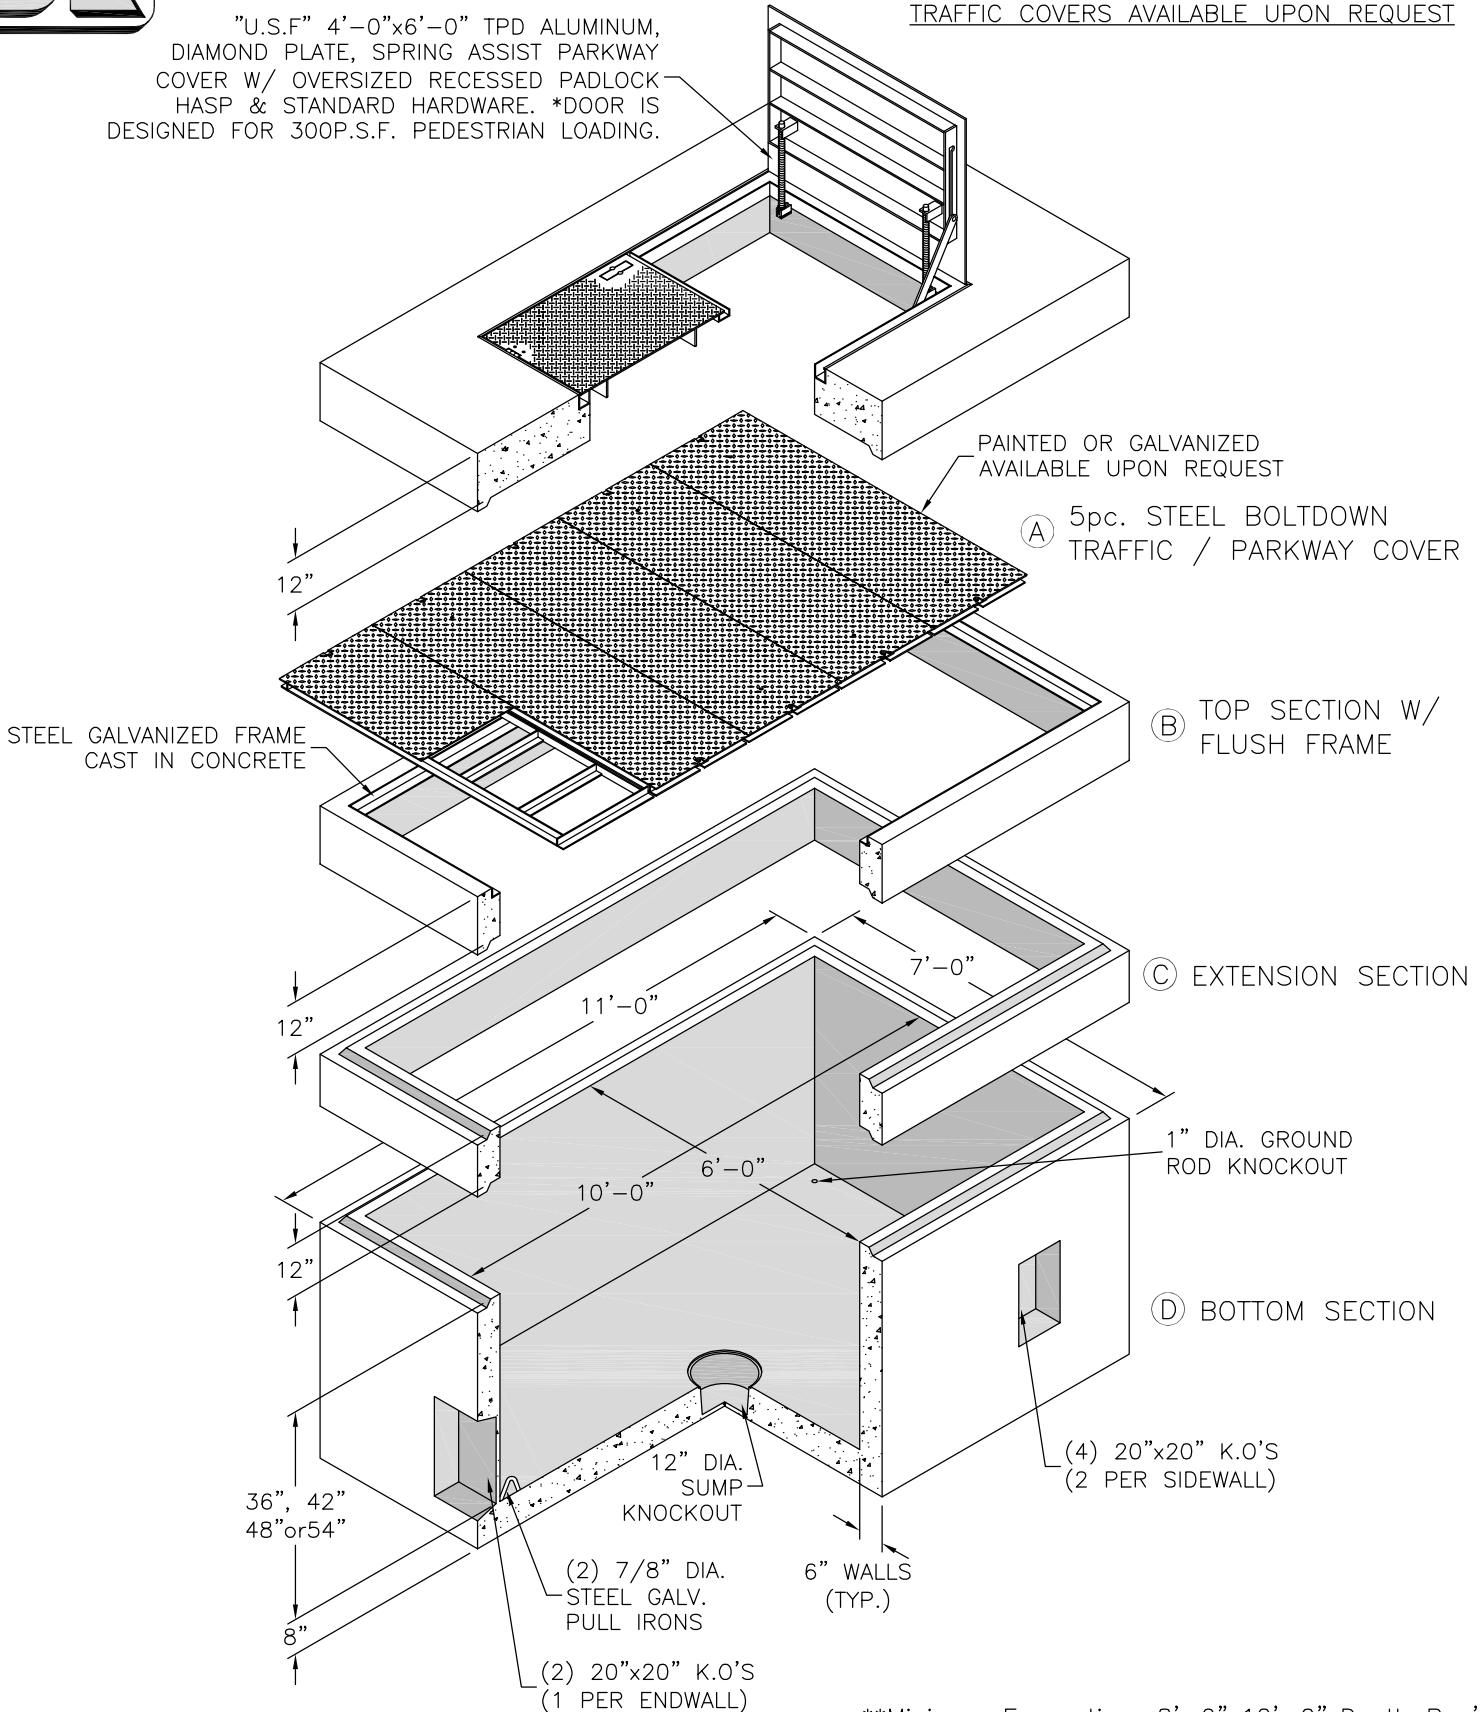 "U.S.F" 4'-0"x6'-0" TPD ALUMINUM,
DIAMOND PLATE, SPRING ASSIST PARKWAY
COVER W/ OVERSIZED RECESSED PADLOCK
HASP & STANDARD HARDWARE. *DOOR IS
DESIGNED FOR 300P.S.F. PEDESTRIAN LOADING.
TRAFFIC COVERS AVAILABLE UPON REQUEST
PAINTED OR GALVANIZED
AVAILABLE UPON REQUEST
A 5pc. STEEL BOLTDOWN
TRAFFIC / PARKWAY COVER
12"
STEEL GALVANIZED FRAME
CAST IN CONCRETE
B TOP SECTION W/
FLUSH FRAME
7'-0"
C EXTENSION SECTION
11'-0"
12"
1" DIA. GROUND
ROD KNOCKOUT
6'-0"
10'-0"
12"
D BOTTOM SECTION
(4) 20"x20" K.O'S
(2 PER SIDEWALL)
12" DIA.
SUMP
KNOCKOUT
36", 42"
48"or54"
6" WALLS
(TYP.)
(2) 7/8" DIA.
STEEL GALV.
PULL IRONS
8"
(2) 20"x20" K.O'S
(1 PER ENDWALL)